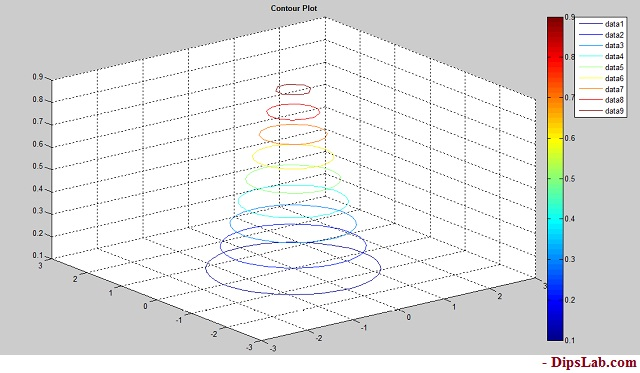 Contour Plot
0.9
0.8
0.7
0.6
0.5
0.4
0.3
0.2
0.1
3
2
1
0
-1
-2
-3
-3
-2
-1
0
1
2
3
0.9
0.8
0.7
0.6
0.5
0.4
0.3
0.2
0.1
data1
data2
data3
data4
data5
data6
data7
data8
data9
- DipsLab.com